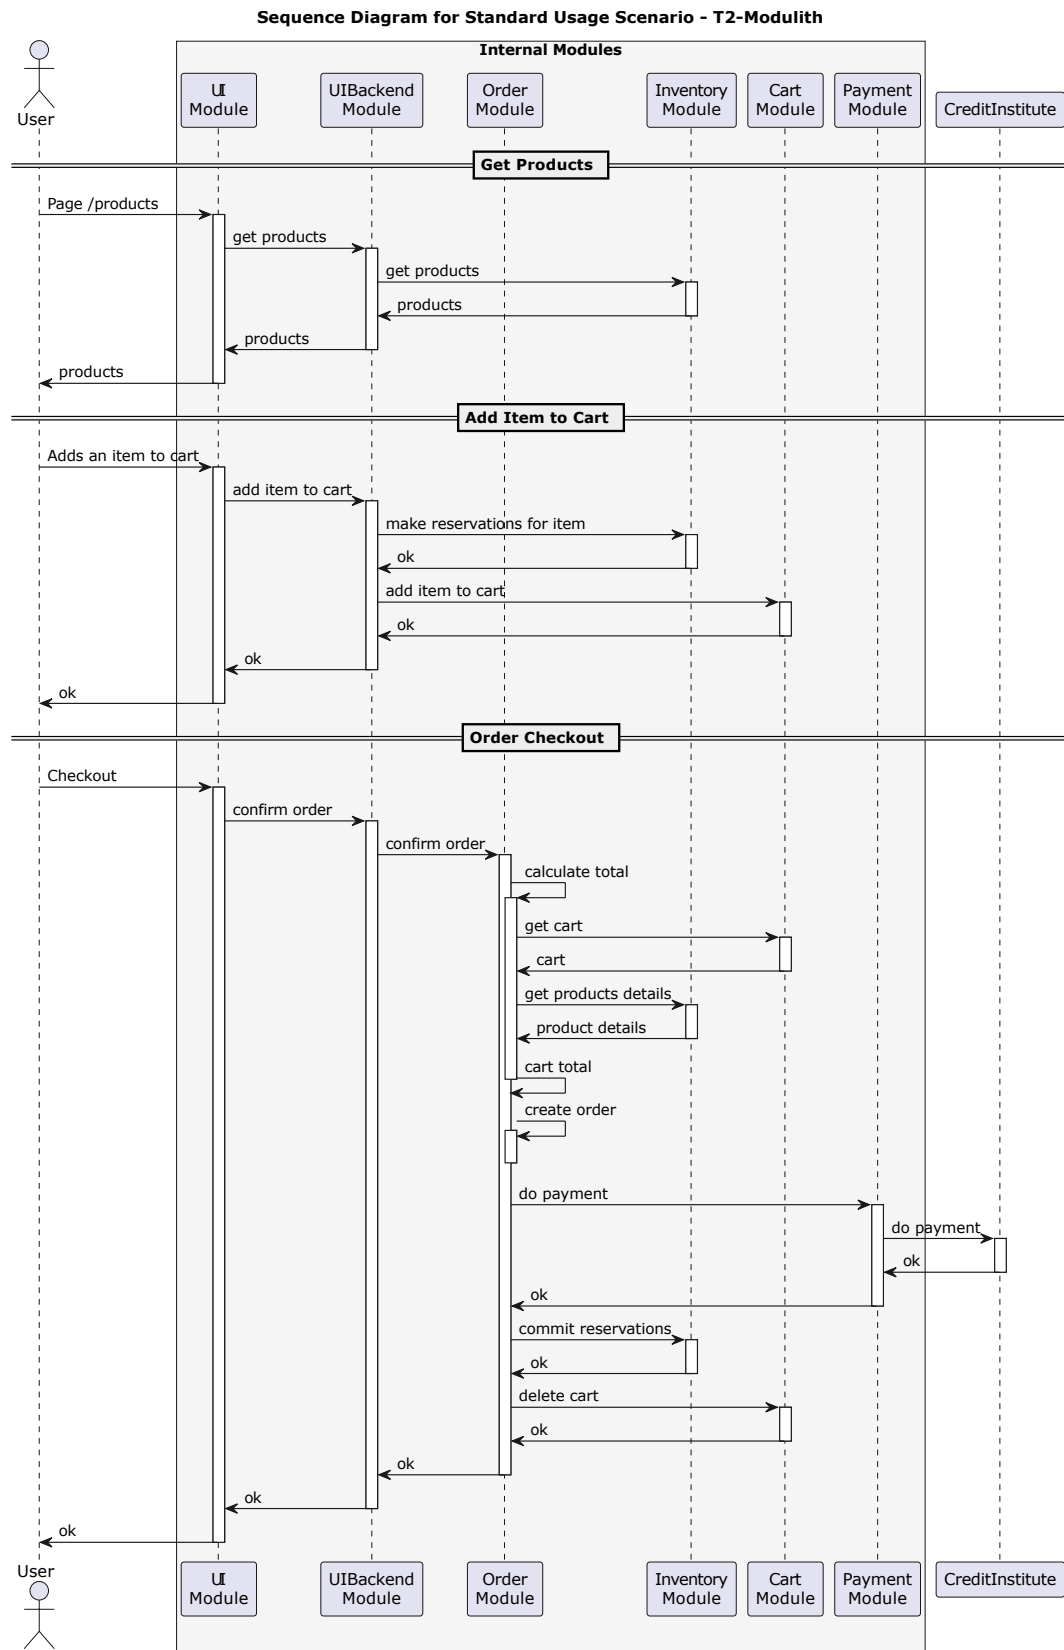 Sequence Diagram for Standard Usage Scenario - T2-Modulith
Internal Modules
User
UI
Module
UIBackend
Module
Order
Module
Inventory
Module
Cart
Module
Payment
Module
CreditInstitute
Get Products
Page /products
get products
get products
products
products
products
Add Item to Cart
Adds an item to cart
add item to cart
make reservations for item
ok
add item to cart
ok
ok
ok
Order Checkout
Checkout
confirm order
confirm order
calculate total
get cart
cart
get products details
product details
cart total
create order
do payment
do payment
ok
ok
commit reservations
ok
delete cart
ok
ok
ok
ok
User
UI
Module
UIBackend
Module
Order
Module
Inventory
Module
Cart
Module
Payment
Module
CreditInstitute